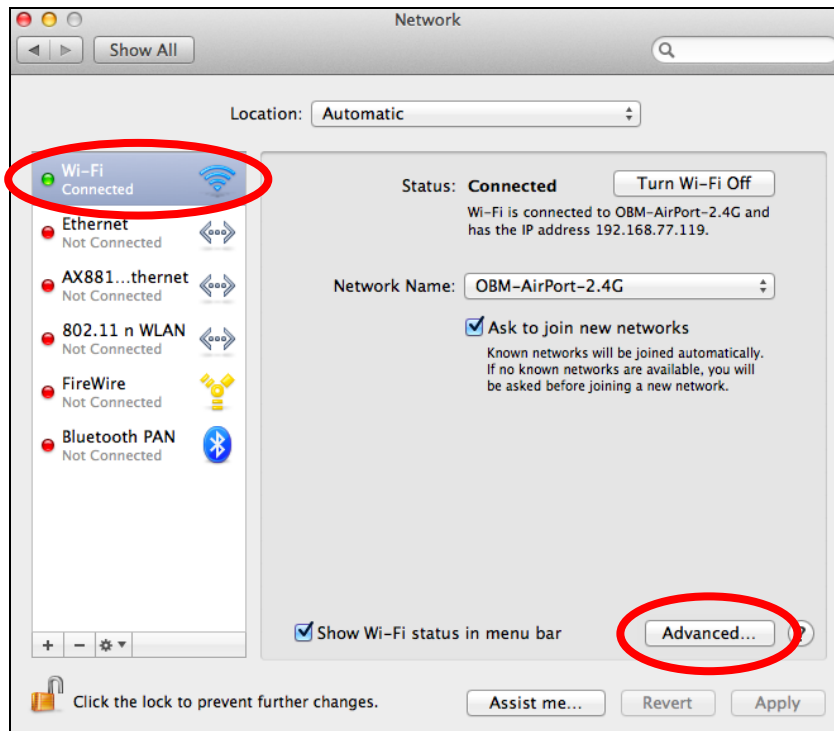 Network
Show All
Location: Automatic
Wi-Fi
Connected
Ethernet
Not Connected
AX881...thernet
Not Connected
802.11 n WLAN
Not Connected
FireWire
Not Connected
Bluetooth PAN
Not Connected
Status: Connected Turn Wi-Fi Off
Wi-Fi is connected to OBM-AirPort-2.4G and
has the IP address 192.168.77.119.
Network Name: OBM-AirPort-2.4G
Ask to join new networks
Known networks will be joined automatically.
If no known networks are available, you will
be asked before joining a new network.
Show Wi-Fi status in menu bar Advanced... ?
Click the lock to prevent further changes. Assist me... Revert Apply